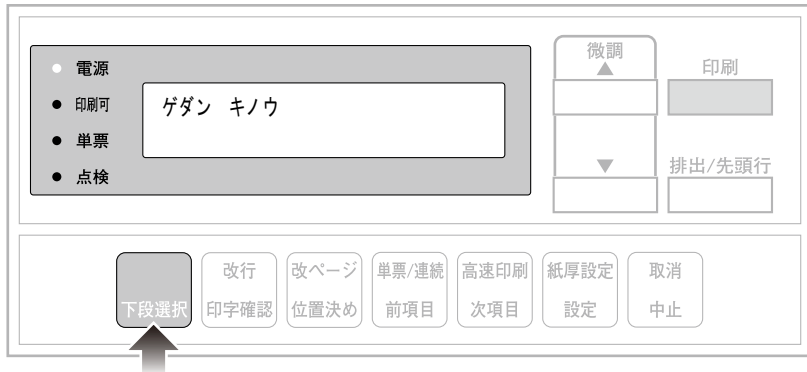 電源
印刷可
単票
点検
ゲダン キノウ
微調
▲
▼
印刷
排出/先頭行
下段選択
改行
印字確認
改ページ
位置決め
単票/連続
前項目
高速印刷
次項目
紙厚設定
設定
取消
中止